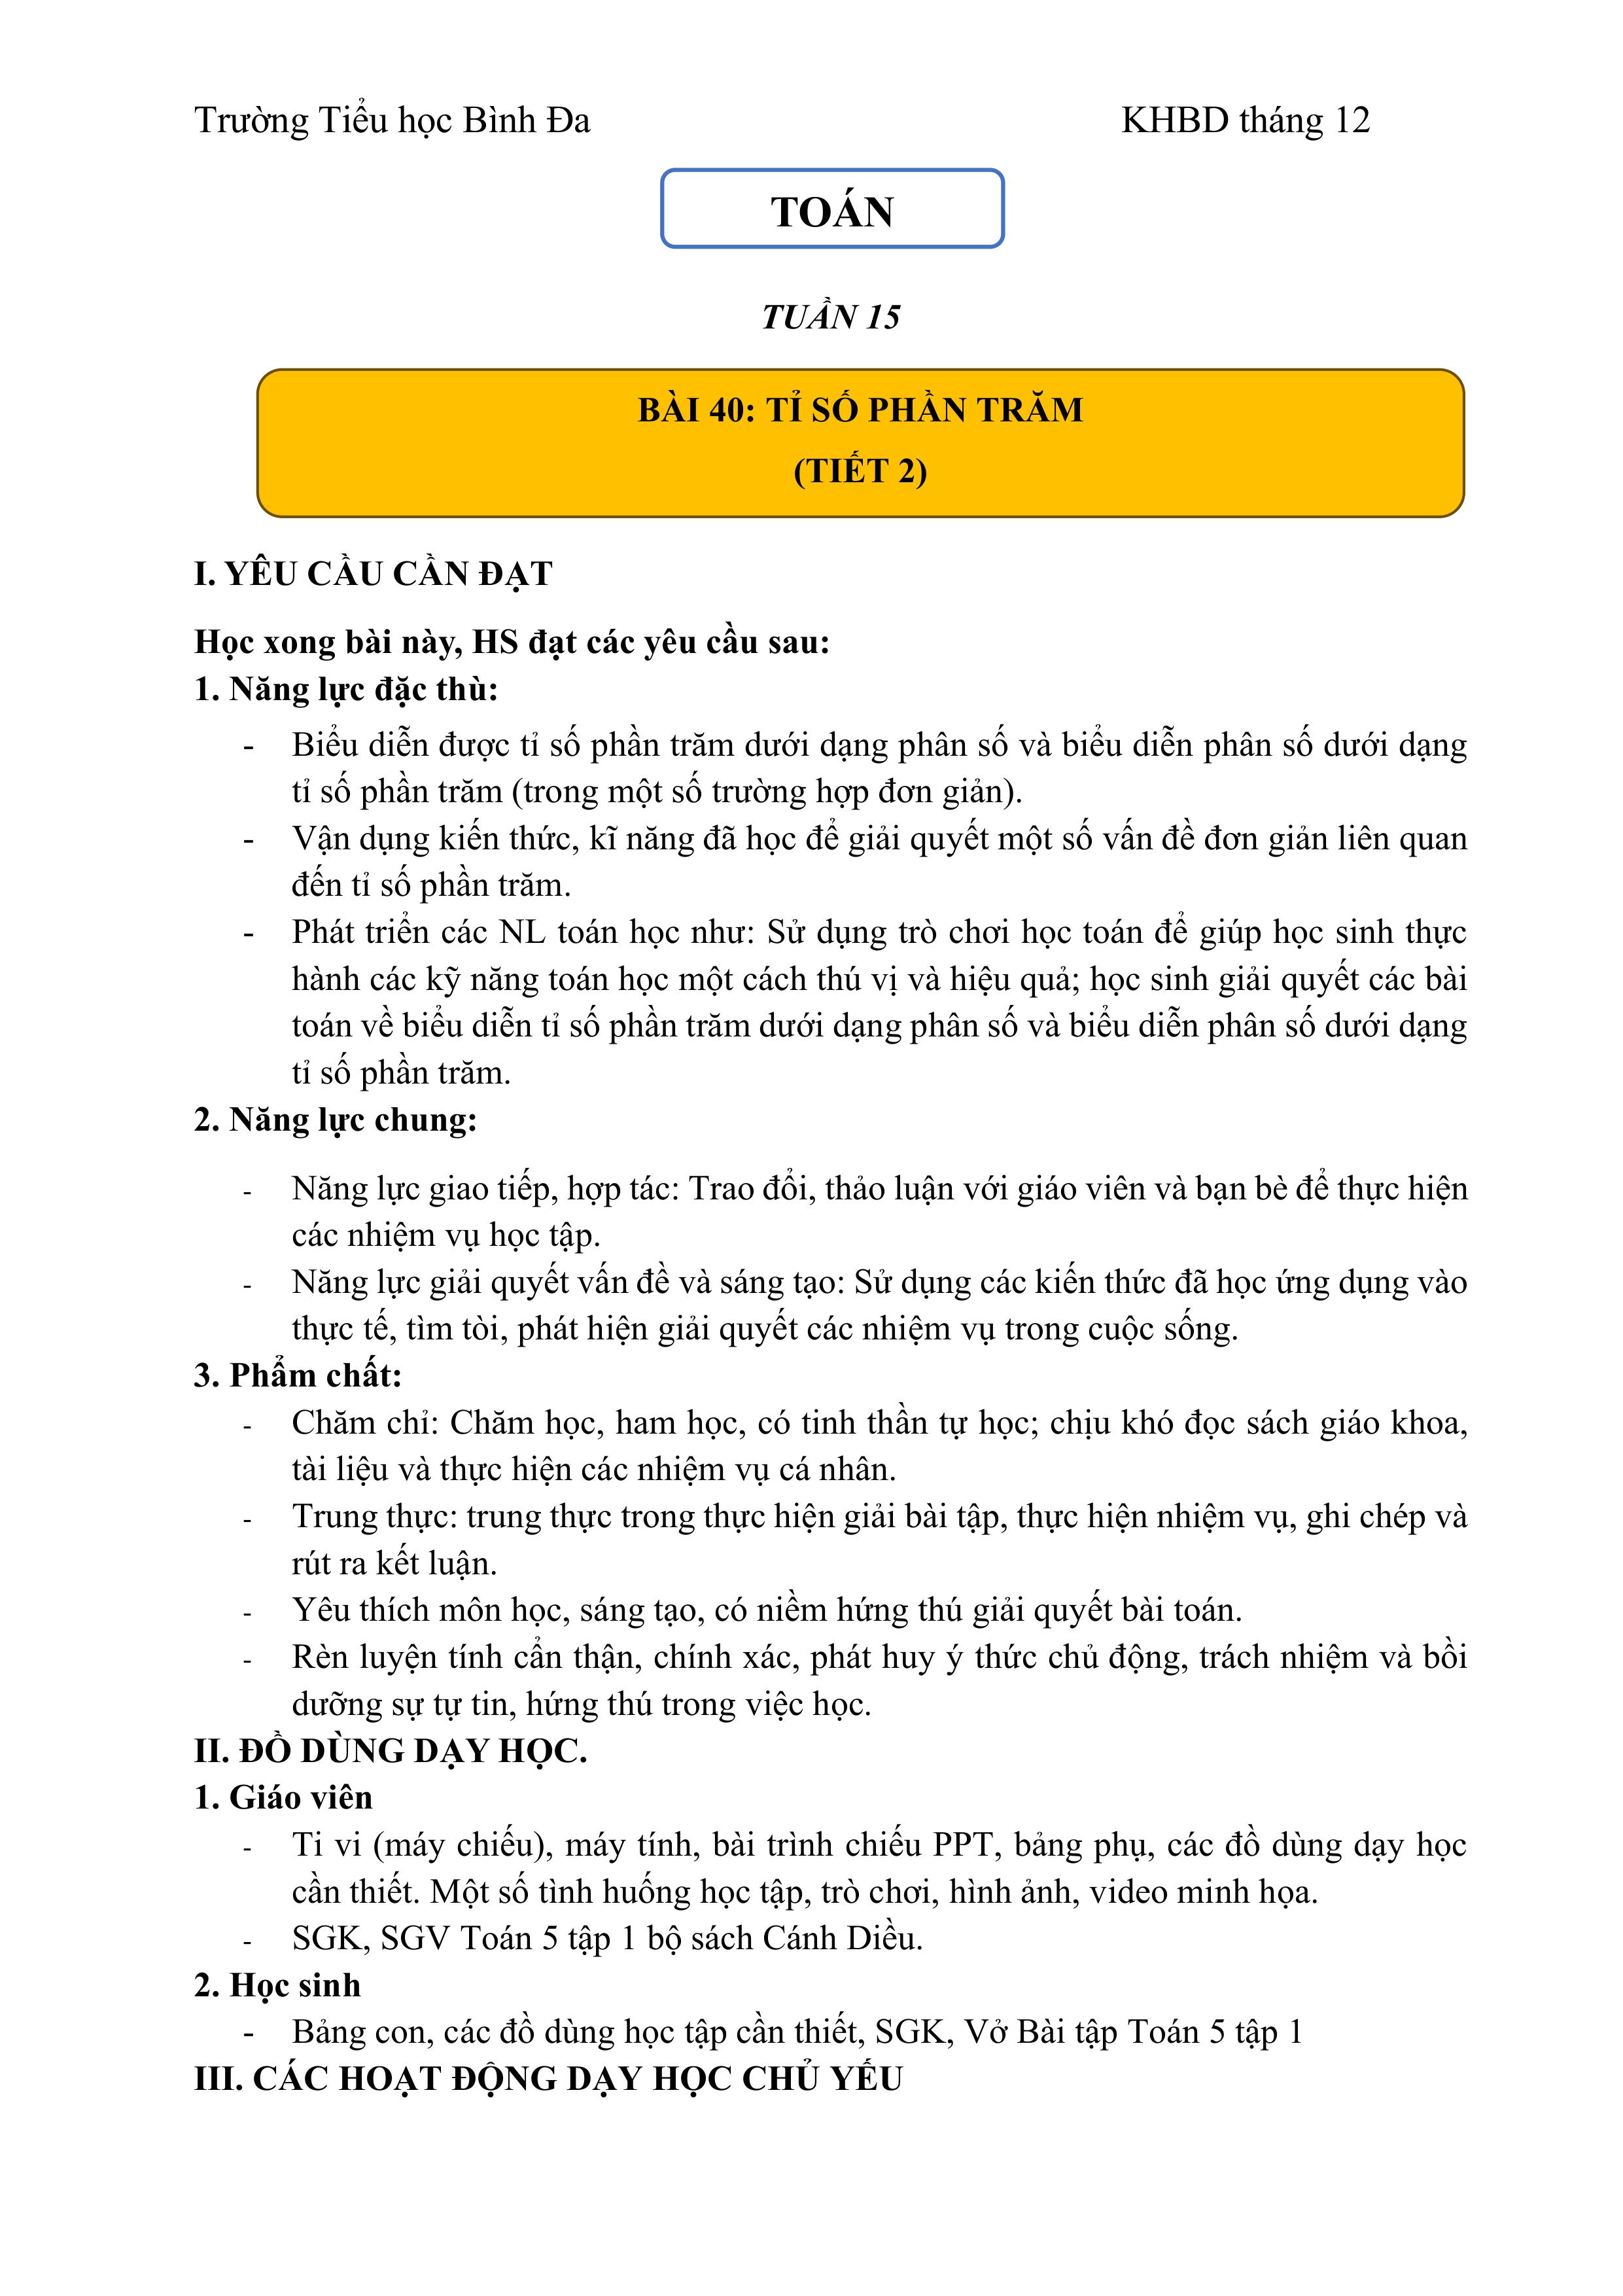 Trường Tiểu học Bình Đa KHBD tháng 12
TOÁN
TUẦN 15
BÀI 40: TỈ SỐ PHẦN TRĂM
(TIẾT 2)
I. YÊU CẦU CẦN ĐẠT
Học xong bài này, HS đạt các yêu cầu sau:
1. Năng lực đặc thù:
- Biểu diễn được tỉ số phần trăm dưới dạng phân số và biểu diễn phân số dưới dạng
tỉ số phần trăm (trong một số trường hợp đơn giản).
- Vận dụng kiến thức, kĩ năng đã học để giải quyết một số vấn đề đơn giản liên quan
đến tỉ số phần trăm.
- Phát triển các NL toán học như: Sử dụng trò chơi học toán để giúp học sinh thực
hành các kỹ năng toán học một cách thú vị và hiệu quả; học sinh giải quyết các bài
toán về biểu diễn tỉ số phần trăm dưới dạng phân số và biểu diễn phân số dưới dạng
tỉ số phần trăm.
2. Năng lực chung:
- Năng lực giao tiếp, hợp tác: Trao đổi, thảo luận với giáo viên và bạn bè để thực hiện
các nhiệm vụ học tập.
- Năng lực giải quyết vấn đề và sáng tạo: Sử dụng các kiến thức đã học ứng dụng vào
thực tế, tìm tòi, phát hiện giải quyết các nhiệm vụ trong cuộc sống.
3. Phẩm chất:
- Chăm chỉ: Chăm học, ham học, có tinh thần tự học; chịu khó đọc sách giáo khoa,
tài liệu và thực hiện các nhiệm vụ cá nhân.
- Trung thực: trung thực trong thực hiện giải bài tập, thực hiện nhiệm vụ, ghi chép và
rút ra kết luận.
- Yêu thích môn học, sáng tạo, có niềm hứng thú giải quyết bài toán.
- Rèn luyện tính cẩn thận, chính xác, phát huy ý thức chủ động, trách nhiệm và bồi
dưỡng sự tự tin, hứng thú trong việc học.
II. ĐỒ DÙNG DẠY HỌC.
1. Giáo viên
- Ti vi (máy chiếu), máy tính, bài trình chiếu PPT, bảng phụ, các đồ dùng dạy học
cần thiết. Một số tình huống học tập, trò chơi, hình ảnh, video minh họa.
- SGK, SGV Toán 5 tập 1 bộ sách Cánh Diều.
2. Học sinh
- Bảng con, các đồ dùng học tập cần thiết, SGK, Vở Bài tập Toán 5 tập 1
III. CÁC HOẠT ĐỘNG DẠY HỌC CHỦ YẾU